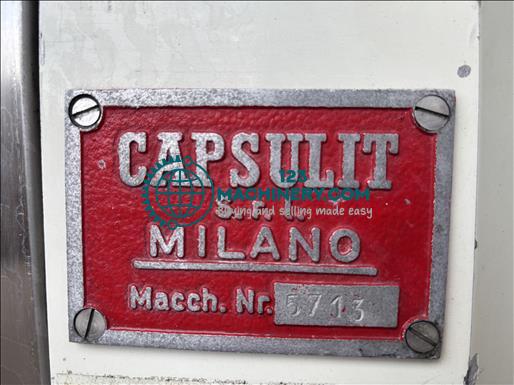 CAPSULIT
MILANO
Macch. Nr. 5713
123
MACHINERY.COM
Buying and selling made easy